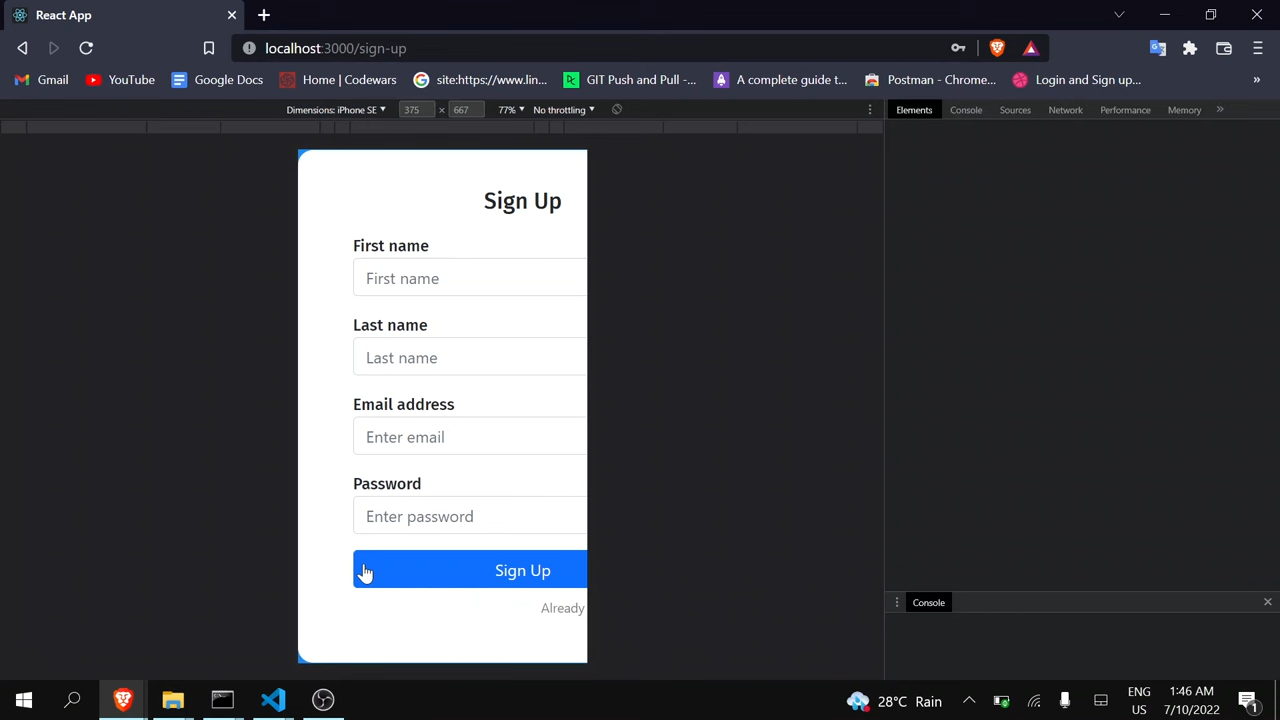 React App
localhost:3000/sign-up
Gmail YouTube Google Docs Home | Codewars site:https://www.lin... GIT Push and Pull -... A complete guide t... Postman - Chrome... Login and Sign up... »
Dimensions: iPhone SE 375 × 667 77% No throttling
Elements Console Sources Network Performance Memory »
Sign Up
First name
First name
Last name
Last name
Email address
Enter email
Password
Enter password
Sign Up
Already
Console
28°C Rain
ENG
US
1:46 AM
7/10/2022
1